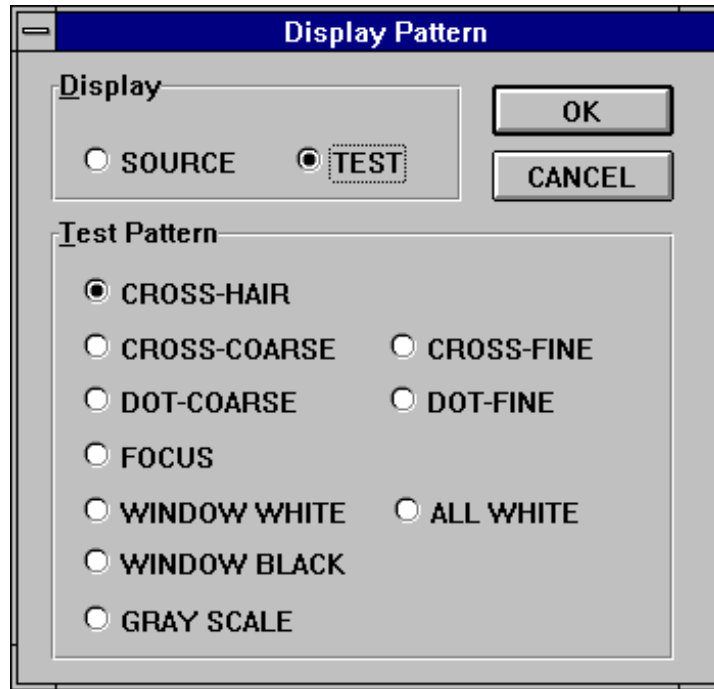 Display Pattern
Display
SOURCE TEST
OK
CANCEL
Test Pattern
CROSS-HAIR
CROSS-COARSE CROSS-FINE
DOT-COARSE DOT-FINE
FOCUS
WINDOW WHITE ALL WHITE
WINDOW BLACK
GRAY SCALE